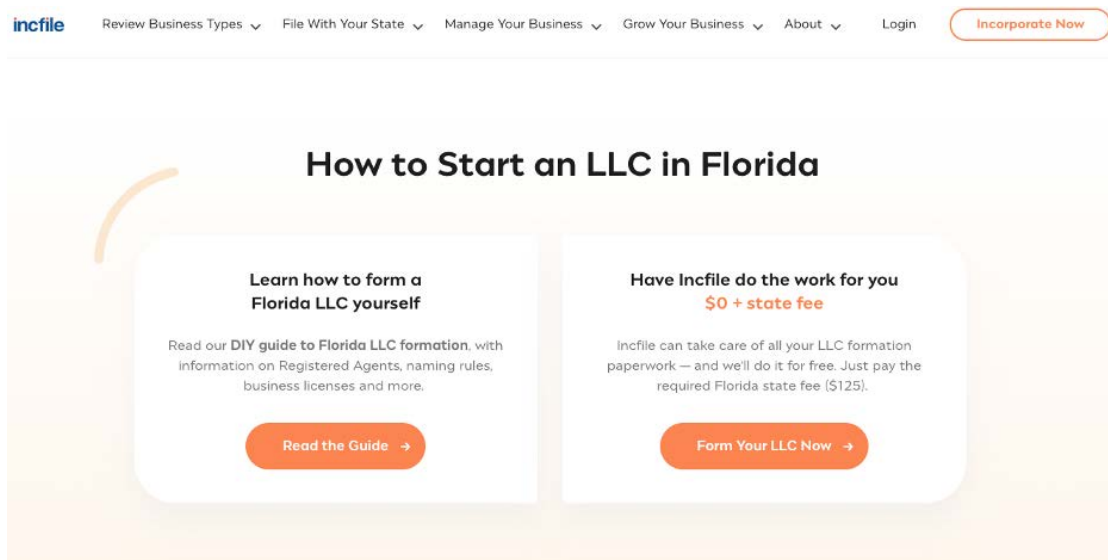 incfile Review Business Types File With Your State Manage Your Business Grow Your Business About Login Incorporate Now
How to Start an LLC in Florida
Learn how to form a
Florida LLC yourself
Read our DIY guide to Florida LLC formation, with
information on Registered Agents, naming rules,
business licenses and more.
Read the Guide →
Have Incfile do the work for you
$0 + state fee
Incfile can take care of all your LLC formation
paperwork — and we'll do it for free. Just pay the
required Florida state fee ($125).
Form Your LLC Now →